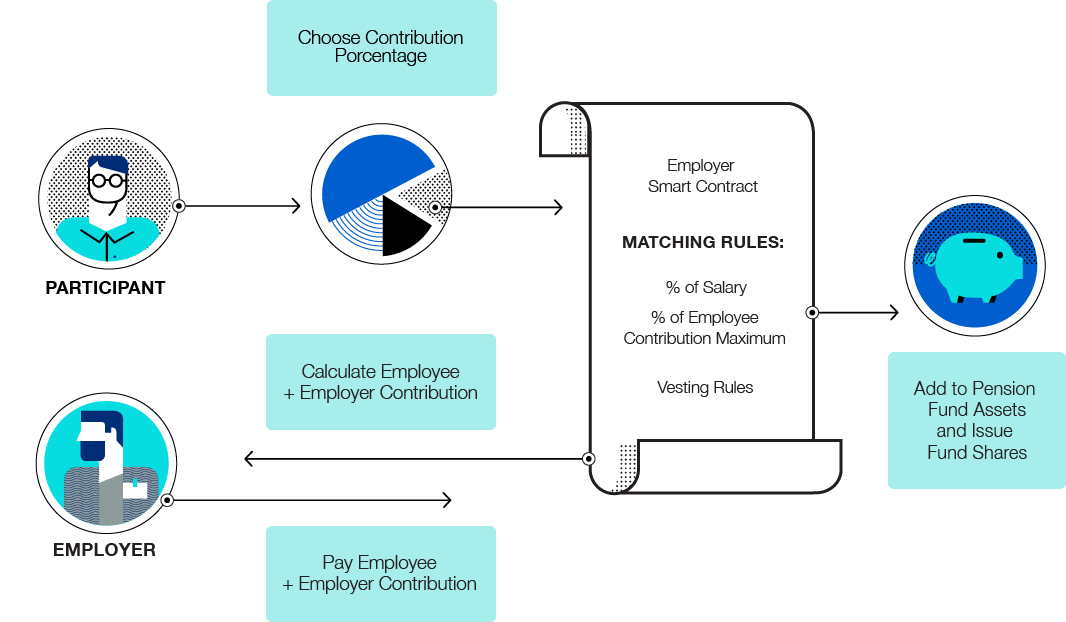 Choose Contribution
Porcentage
PARTICIPANT
Employer
Smart Contract
MATCHING RULES:
% of Salary
% of Employee
Contribution Maximum
Vesting Rules
Calculate Employee
+ Employer Contribution
EMPLOYER
Pay Employee
+ Employer Contribution
Add to Pension
Fund Assets
and Issue
Fund Shares